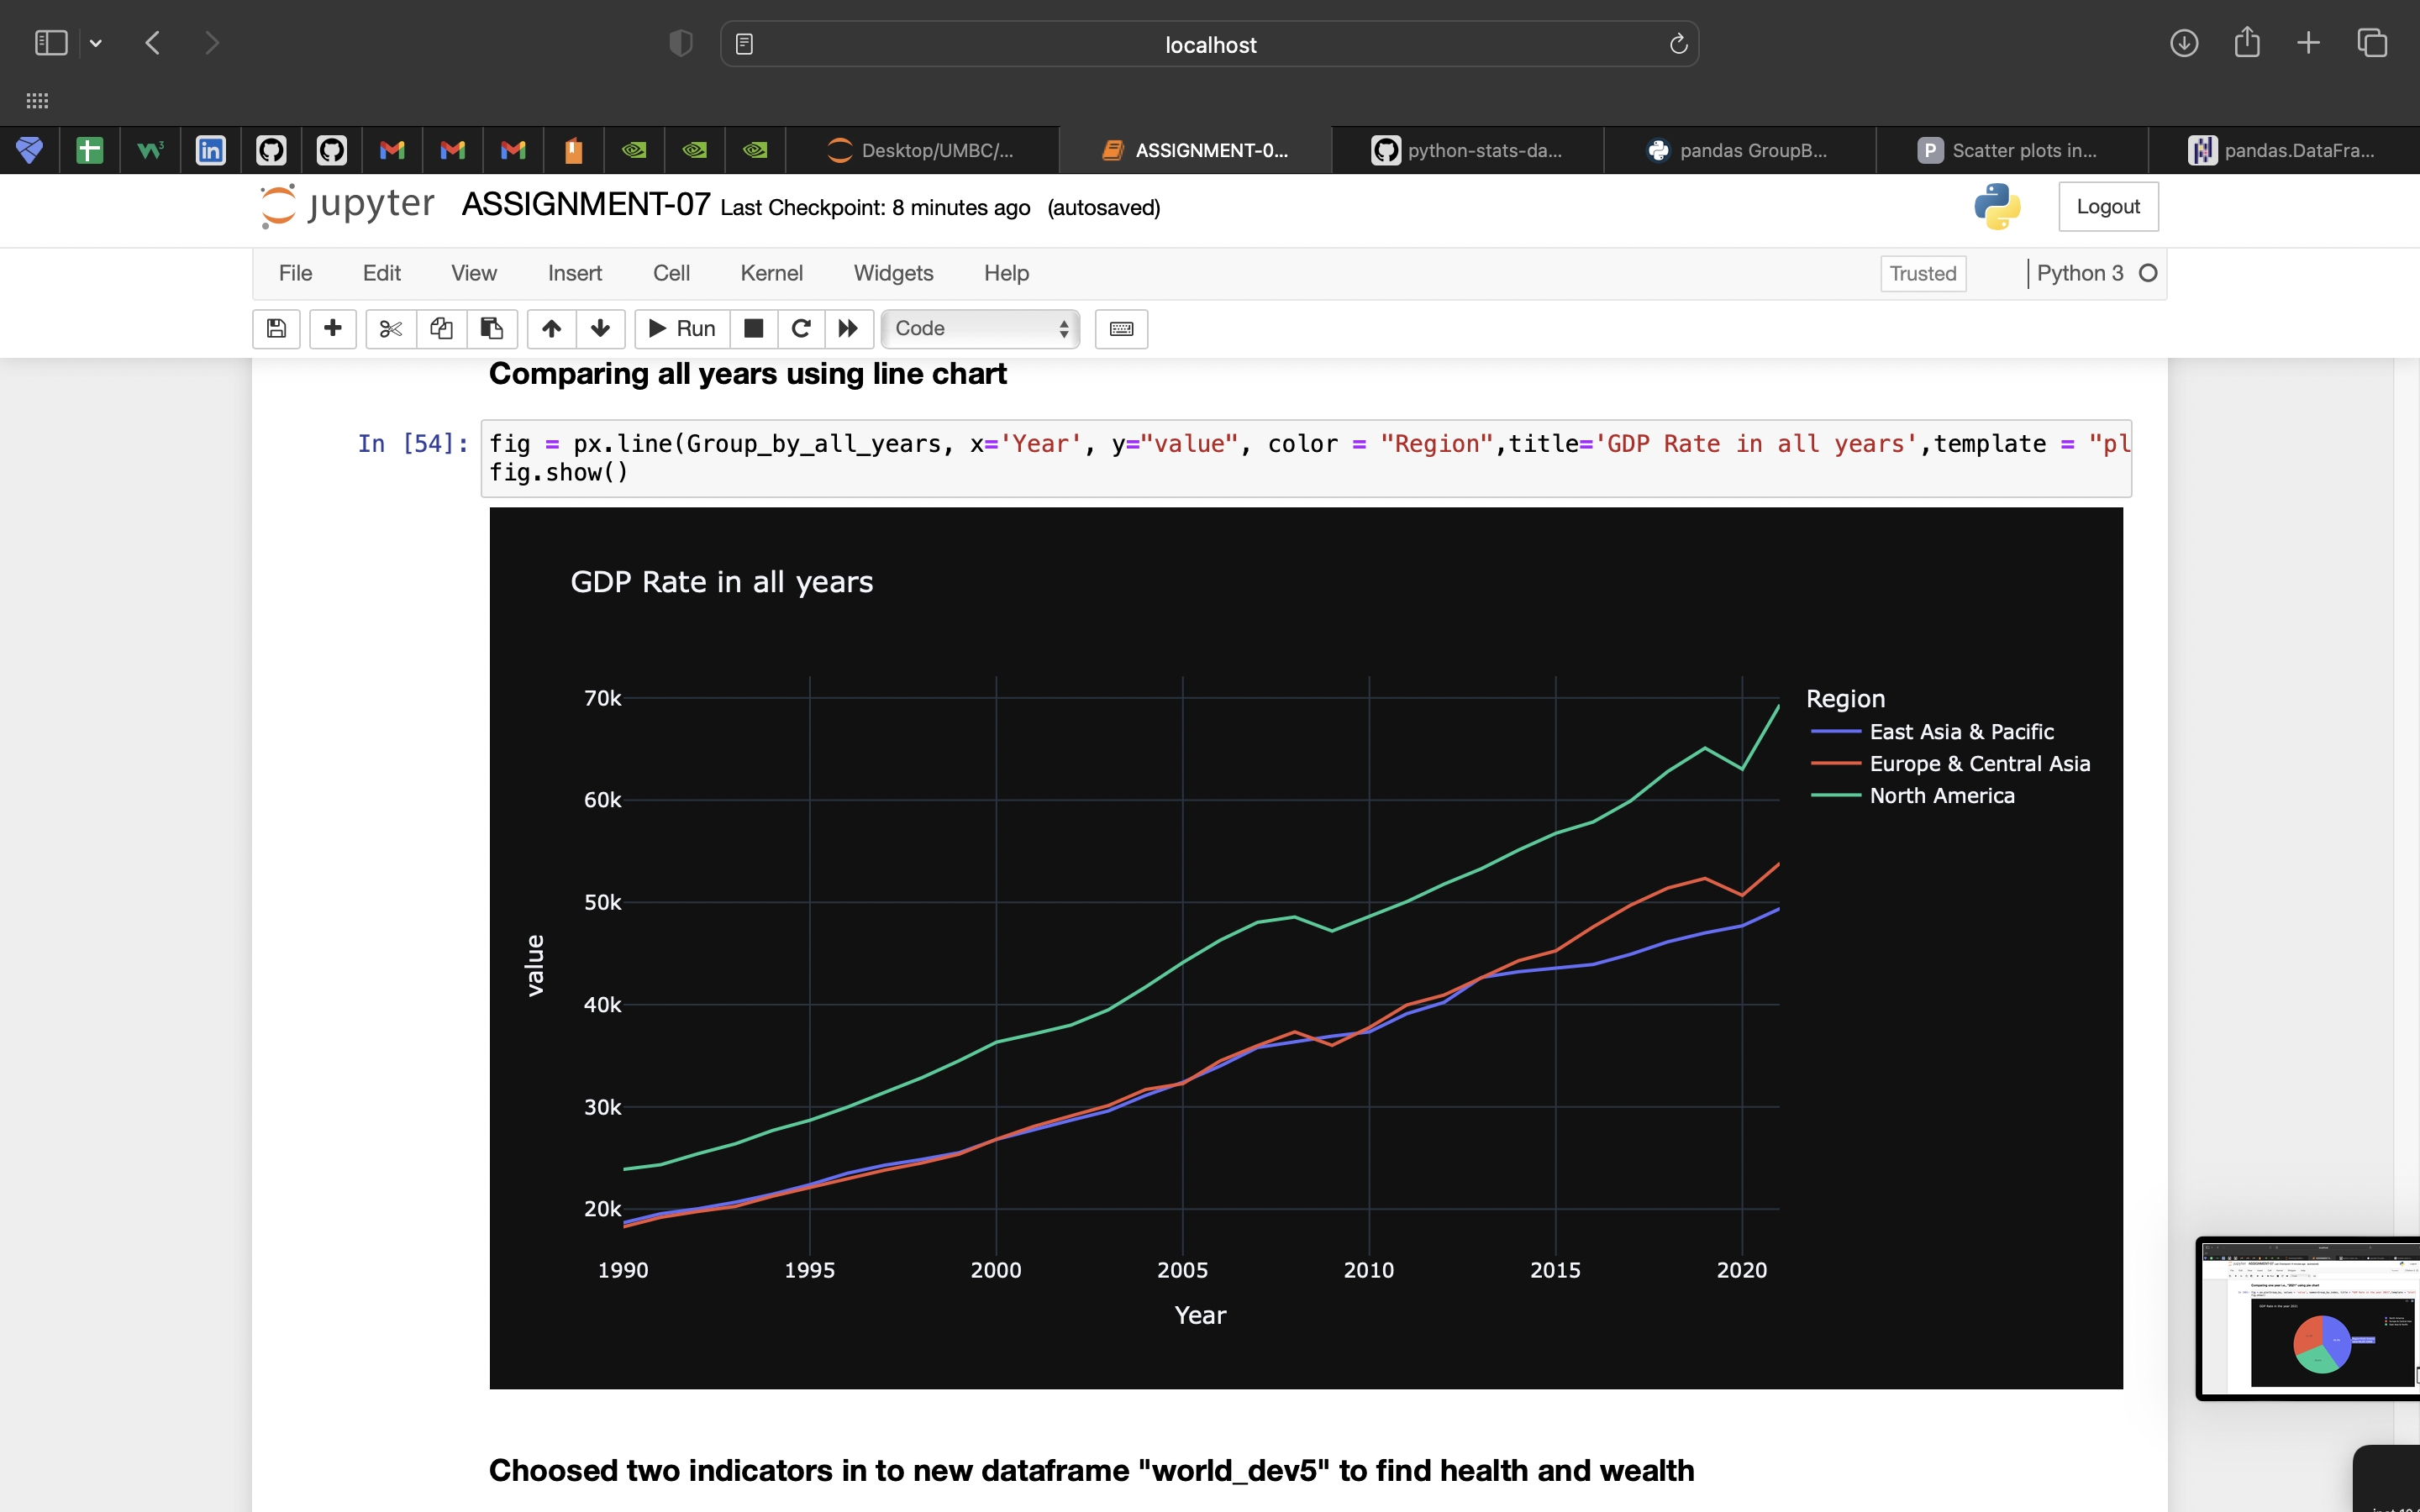 localhost
Desktop/UMBC/...
ASSIGNMENT-0...
python-stats-da...
pandas GroupB...
P Scatter plots in...
pandas.DataFra...
jupyter ASSIGNMENT-07 Last Checkpoint: 8 minutes ago (autosaved)
Logout
File Edit View Insert Cell Kernel Widgets Help
Trusted
Python 3
Run
Code
Comparing all years using line chart
In [54]: fig = px.line(Group_by_all_years, x='Year', y="value", color = "Region",title='GDP Rate in all years',template = "pl
fig.show()
GDP Rate in all years
70k
60k
50k
40k
30k
20k
value
1990 1995 2000 2005 2010 2015 2020
Year
Region
East Asia & Pacific
Europe & Central Asia
North America
Choosed two indicators in to new dataframe "world_dev5" to find health and wealth